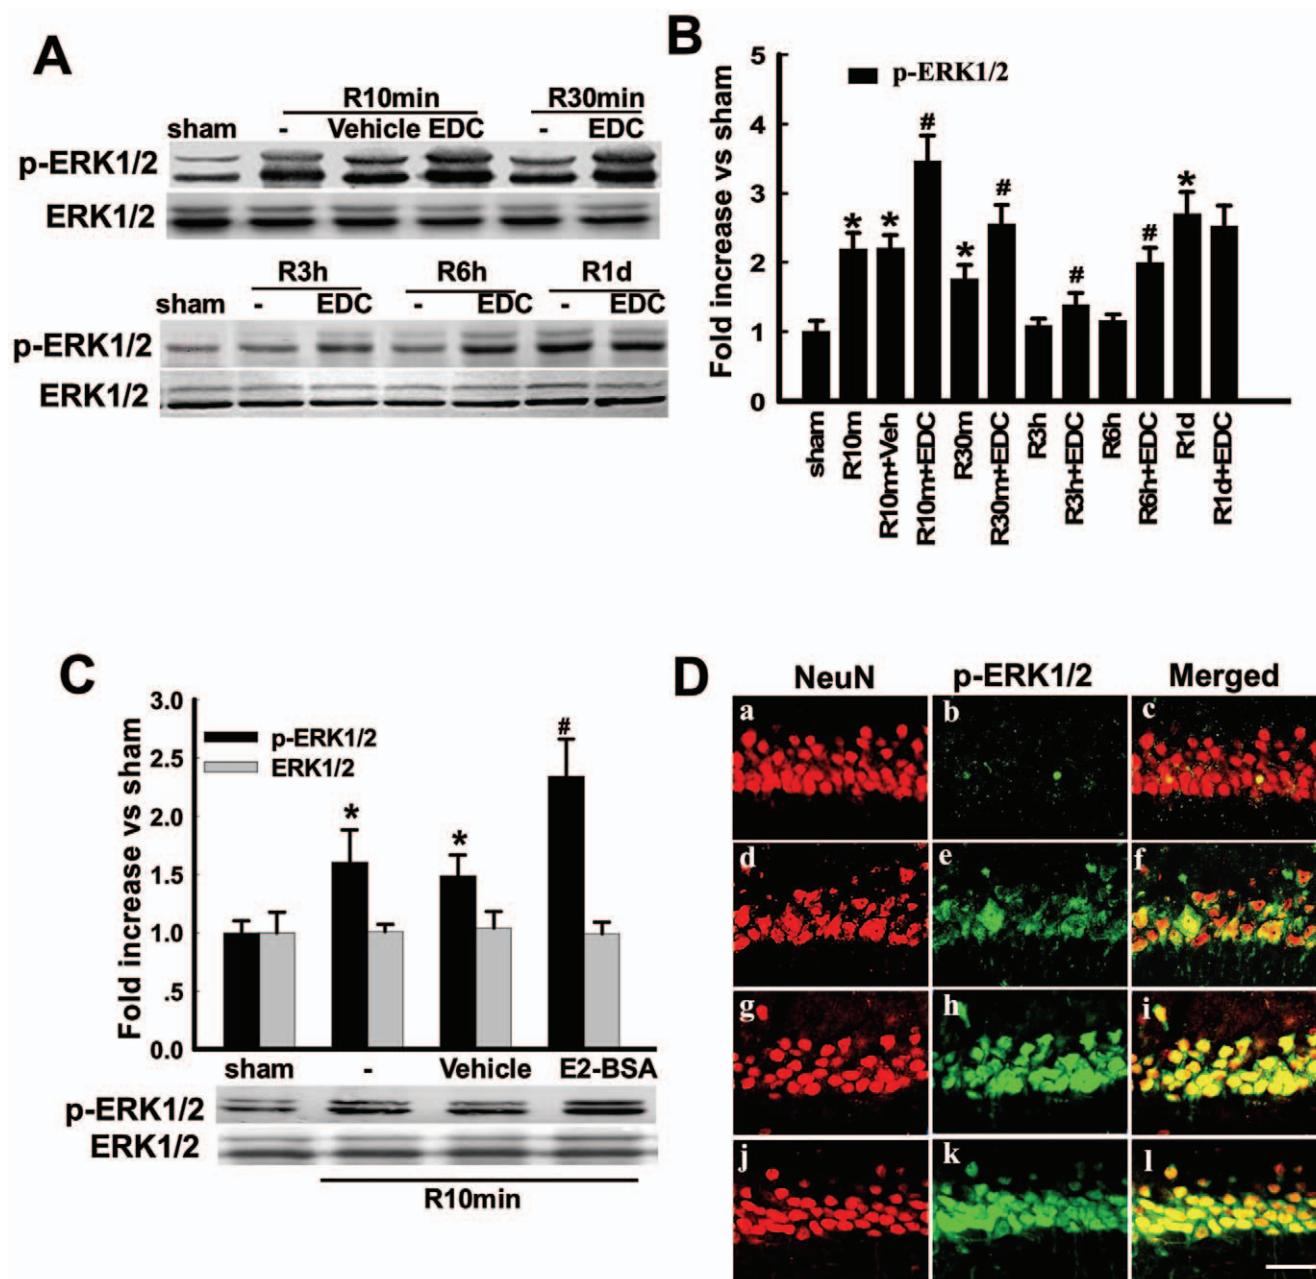 A
R10min R30min
sham - Vehicle EDC - EDC
p-ERK1/2
ERK1/2
R3h R6h R1d
sham - EDC - EDC - EDC
p-ERK1/2
ERK1/2
B
Fold increase vs sham
5
4
3
2
1
0
p-ERK1/2
* * # * # # # *
sham
R10m
R10m+Veh
R10m+EDC
R30m
R30m+EDC
R3h
R3h+EDC
R6h
R6h+EDC
R1d
R1d+EDC
C
Fold increase vs sham
3.0
2.5
2.0
1.5
1.0
.5
0.0
p-ERK1/2
ERK1/2
* * #
sham - Vehicle E2-BSA
p-ERK1/2
ERK1/2
R10min
D
NeuN p-ERK1/2 Merged
a b c
d e f
g h i
j k l